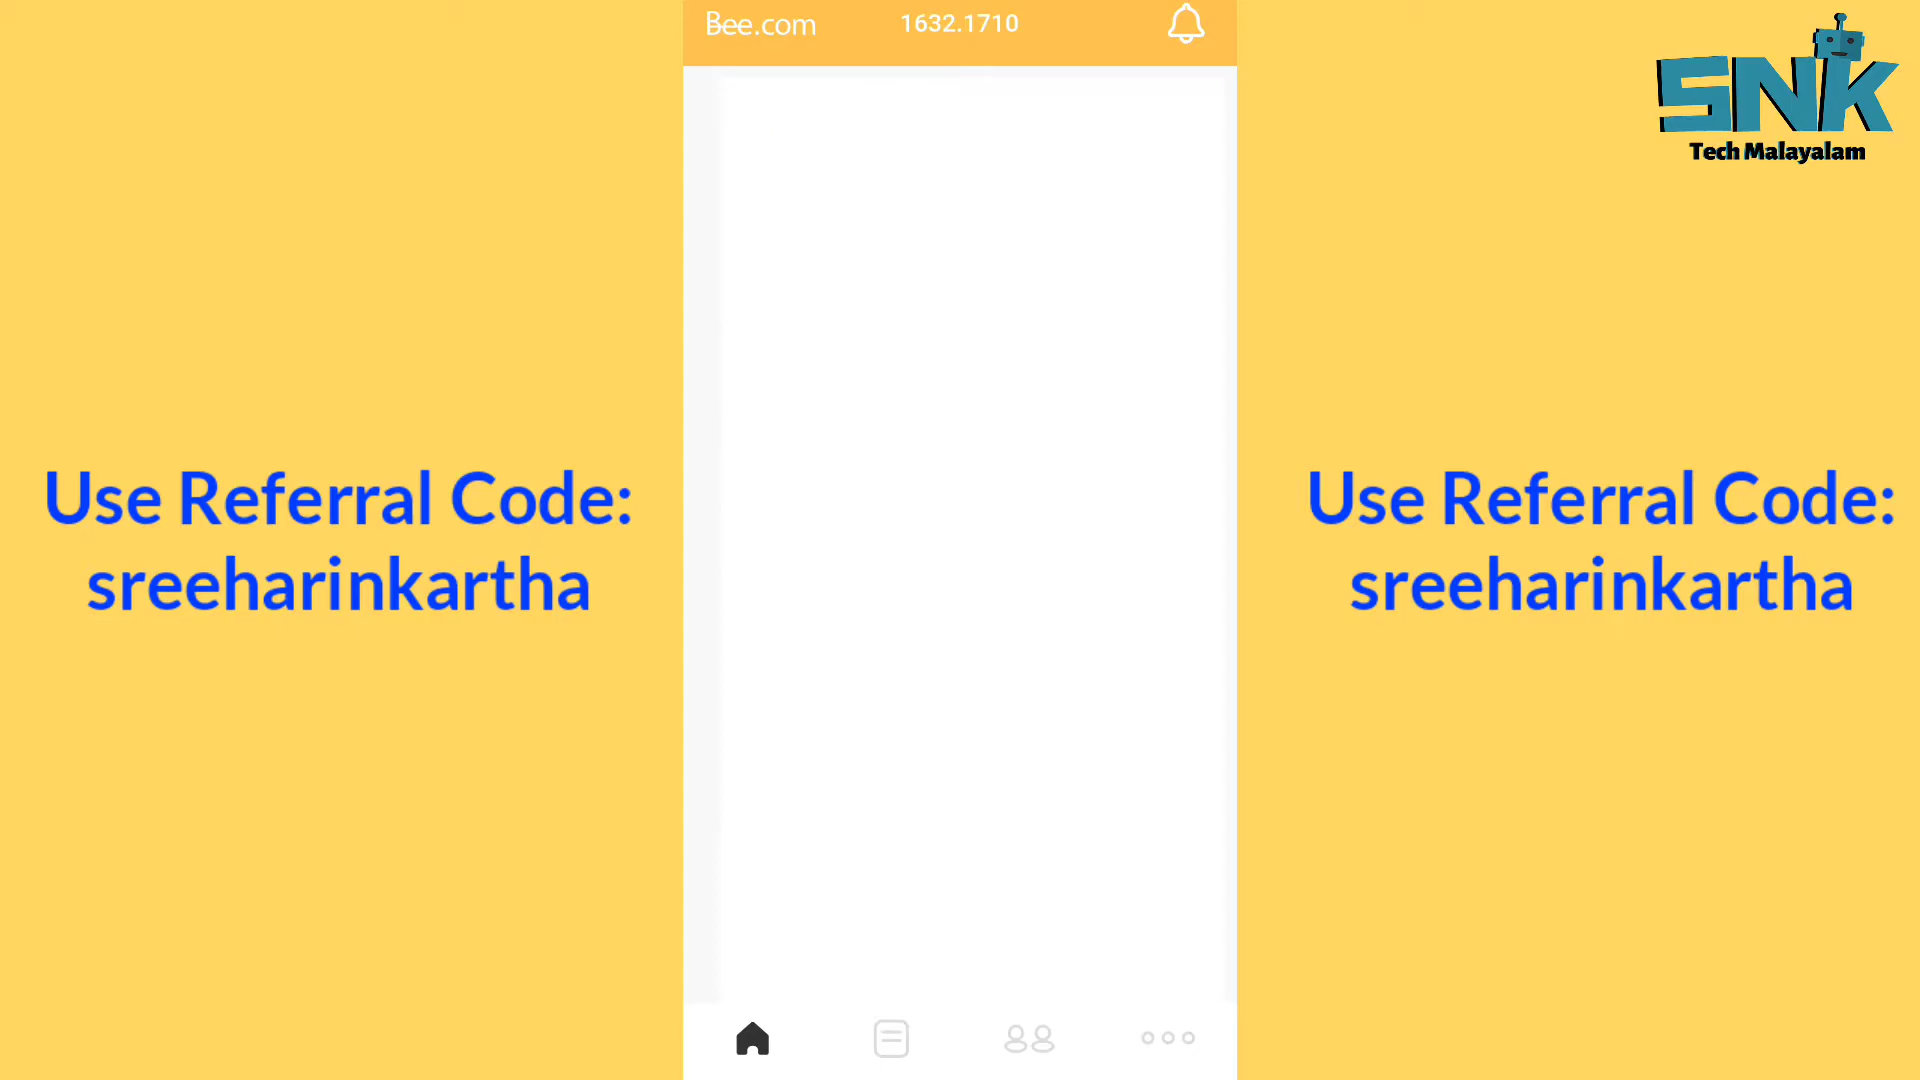 Bee.com
1632.1710
SNK
Tech Malayalam
Use Referral Code:
sreeharinkartha
Use Referral Code:
sreeharinkartha